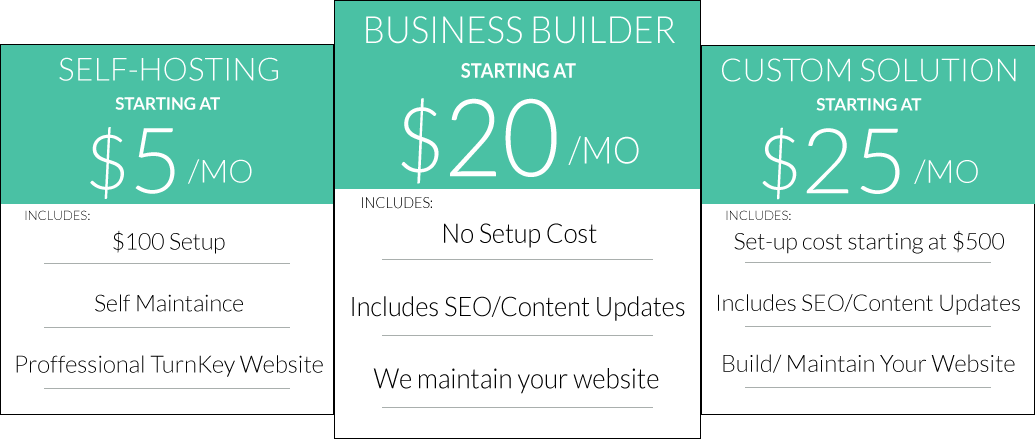 SELF-HOSTING
STARTING AT
$5 /MO
INCLUDES:
$100 Setup
Self Maintaince
Proffessional TurnKey Website
BUSINESS BUILDER
STARTING AT
$20 /MO
INCLUDES:
No Setup Cost
Includes SEO/Content Updates
We maintain your website
CUSTOM SOLUTION
STARTING AT
$25 /MO
INCLUDES:
Set-up cost starting at $500
Includes SEO/Content Updates
Build/ Maintain Your Website